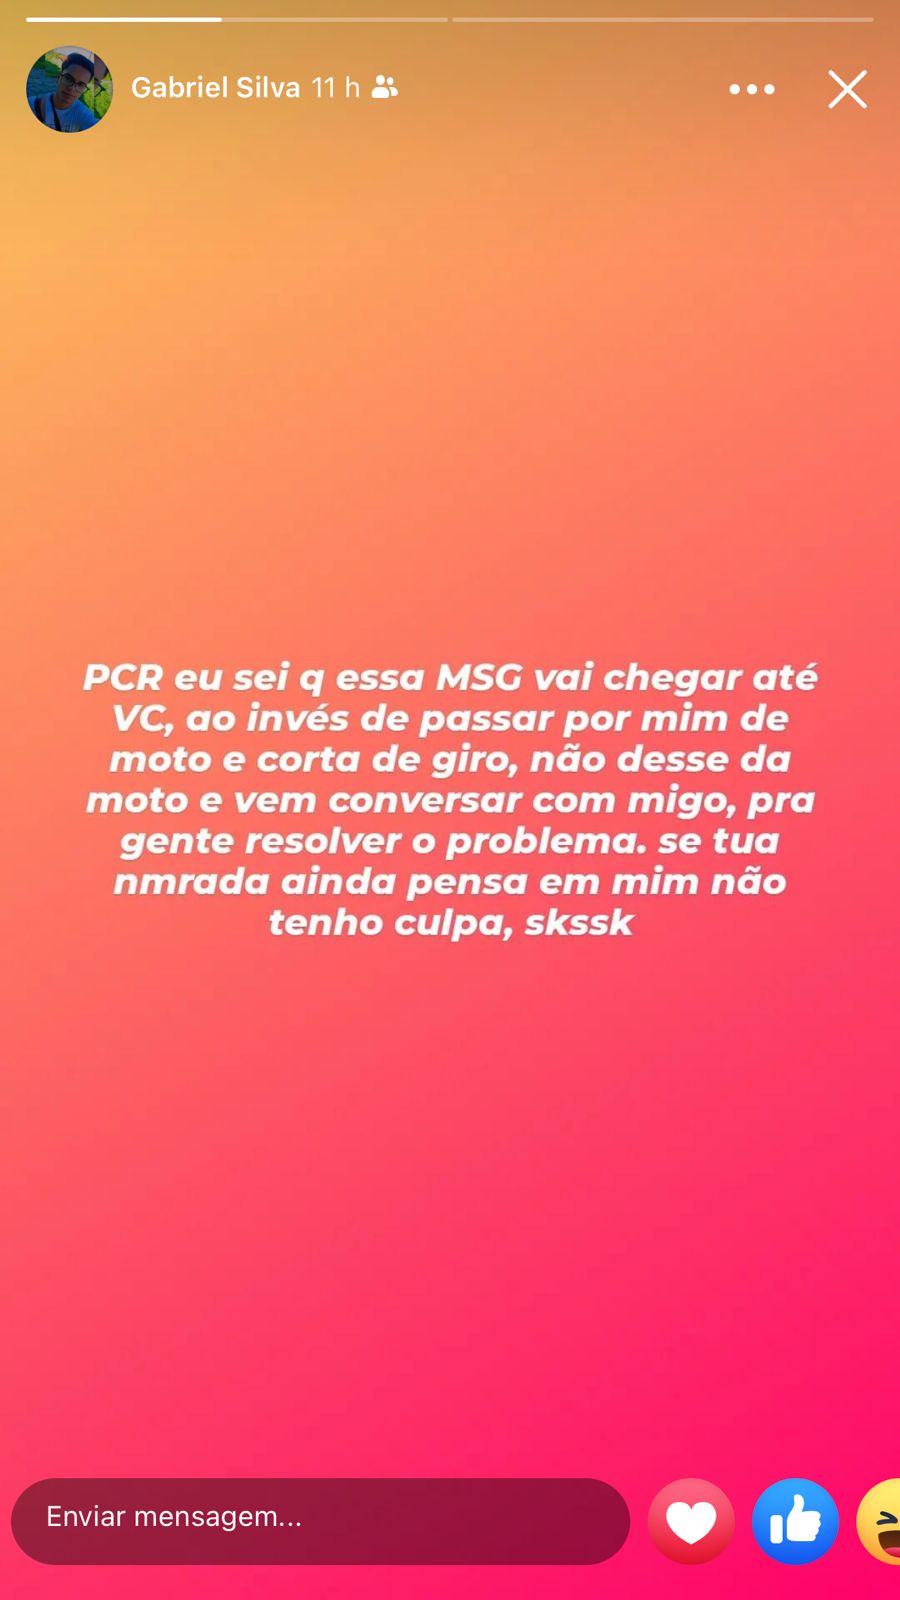 Gabriel Silva 11 h
PCR eu sei q essa MSG vai chegar até
VC, ao invés de passar por mim de
moto e corta de giro, não desse da
moto e vem conversar com migo, pra
gente resolver o problema. se tua
nmrada ainda pensa em mim não
tenho culpa, skssk
Enviar mensagem...